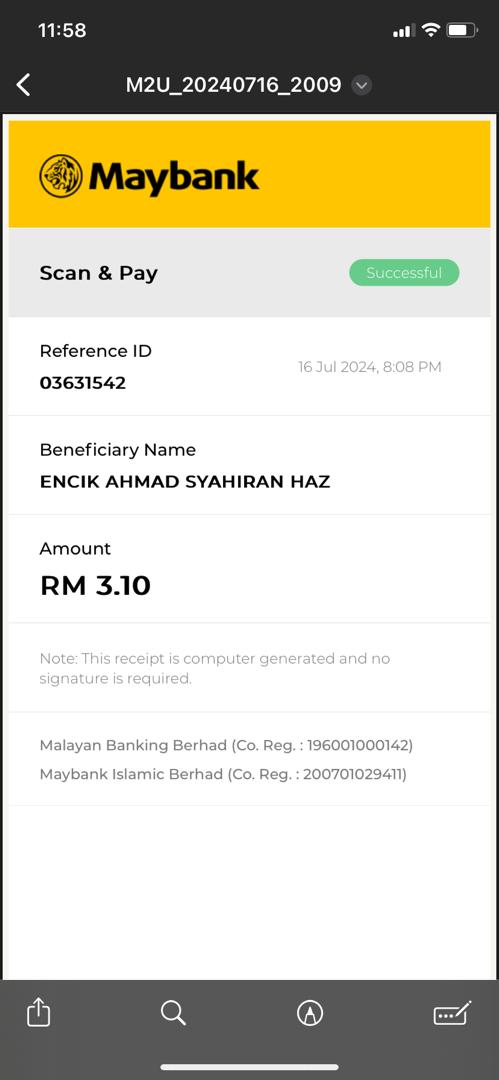 11:58
M2U_20240716_2009
Maybank
Scan & Pay
Successful
Reference ID
16 Jul 2024, 8:08 PM
03631542
Beneficiary Name
ENCIK AHMAD SYAHIRAN HAZ
Amount
RM 3.10
Note: This receipt is computer generated and no
signature is required.
Malayan Banking Berhad (Co. Reg. : 196001000142)
Maybank Islamic Berhad (Co. Reg. : 200701029411)